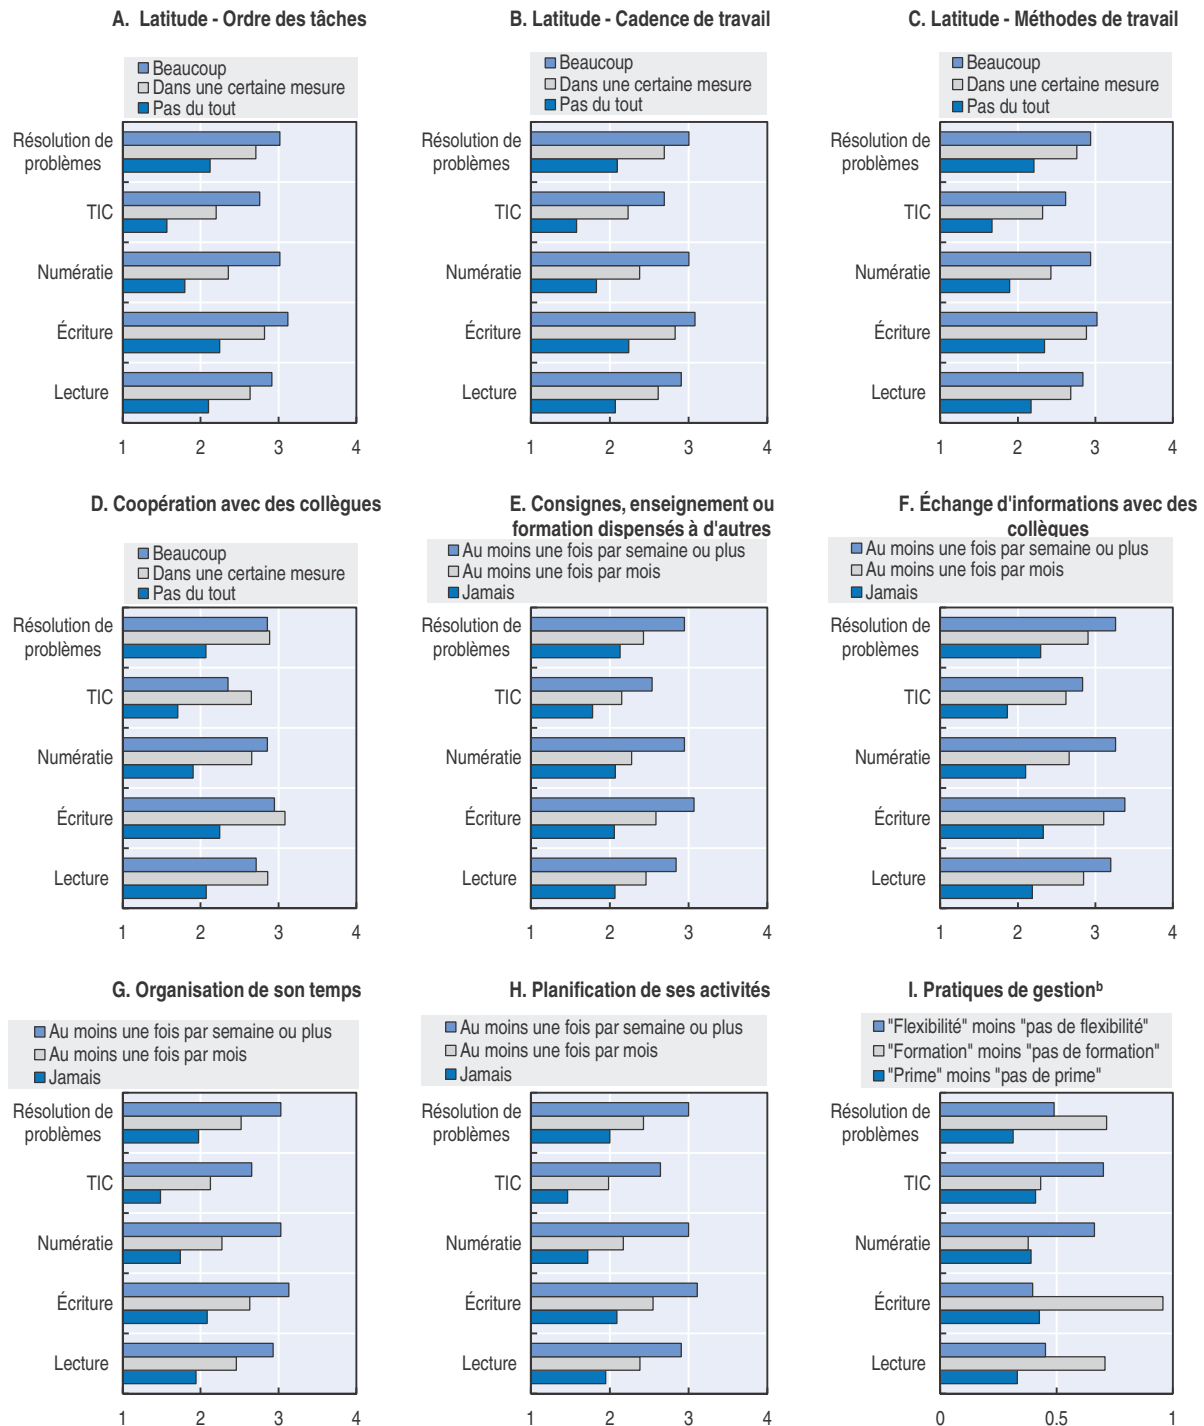 A. Latitude - Ordre des tâches
Beaucoup
Dans une certaine mesure
Pas du tout
Résolution de
problèmes
TIC
Numératie
Écriture
Lecture
1 2 3 4
B. Latitude - Cadence de travail
Beaucoup
Dans une certaine mesure
Pas du tout
Résolution de
problèmes
TIC
Numératie
Écriture
Lecture
1 2 3 4
C. Latitude - Méthodes de travail
Beaucoup
Dans une certaine mesure
Pas du tout
Résolution de
problèmes
TIC
Numératie
Écriture
Lecture
1 2 3 4
D. Coopération avec des collègues
Beaucoup
Dans une certaine mesure
Pas du tout
Résolution de
problèmes
TIC
Numératie
Écriture
Lecture
1 2 3 4
E. Consignes, enseignement ou
formation dispensés à d'autres
Au moins une fois par semaine ou plus
Au moins une fois par mois
Jamais
Résolution de
problèmes
TIC
Numératie
Écriture
Lecture
1 2 3 4
F. Échange d'informations avec des
collègues
Au moins une fois par semaine ou plus
Au moins une fois par mois
Jamais
Résolution de
problèmes
TIC
Numératie
Écriture
Lecture
1 2 3 4
G. Organisation de son temps
Au moins une fois par semaine ou plus
Au moins une fois par mois
Jamais
Résolution de
problèmes
TIC
Numératie
Écriture
Lecture
1 2 3 4
H. Planification de ses activités
Au moins une fois par semaine ou plus
Au moins une fois par mois
Jamais
Résolution de
problèmes
TIC
Numératie
Écriture
Lecture
1 2 3 4
I. Pratiques de gestionᵇ
"Flexibilité" moins "pas de flexibilité"
"Formation" moins "pas de formation"
"Prime" moins "pas de prime"
Résolution de
problèmes
TIC
Numératie
Écriture
Lecture
0 0.5 1